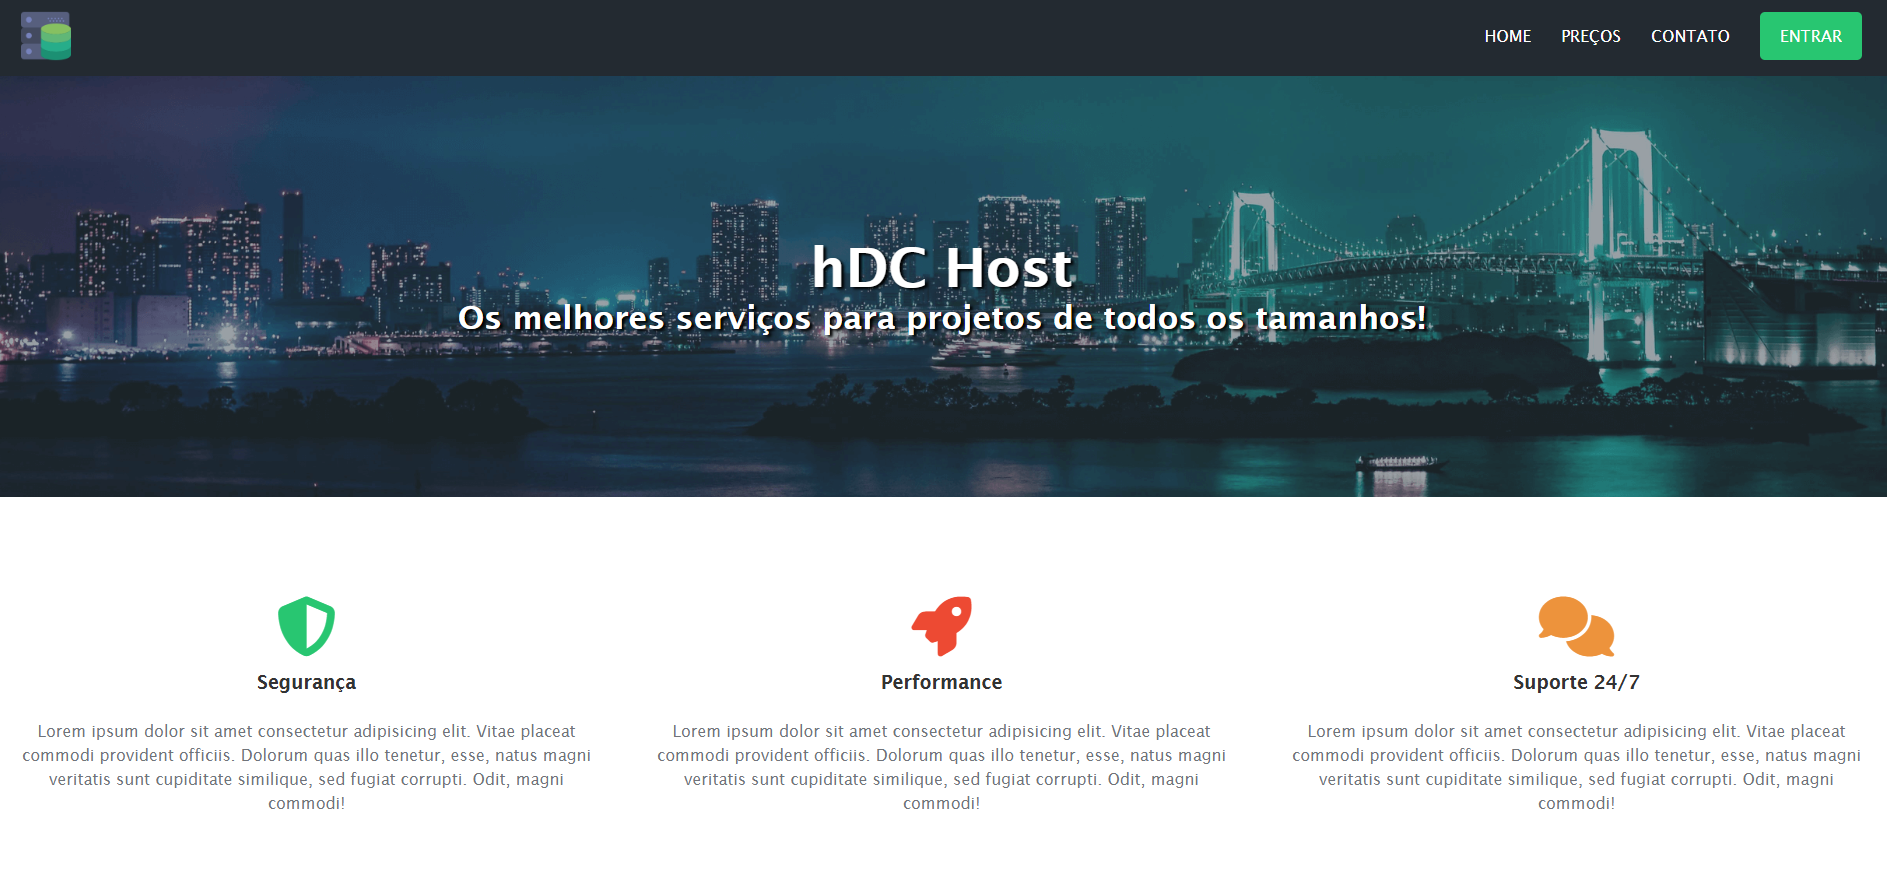 HOME PREÇOS CONTATO ENTRAR
hDC Host
Os melhores serviços para projetos de todos os tamanhos!
Segurança
Lorem ipsum dolor sit amet consectetur adipisicing elit. Vitae placeat
commodi provident officiis. Dolorum quas illo tenetur, esse, natus magni
veritatis sunt cupiditate similique, sed fugiat corrupti. Odit, magni
commodi!
Performance
Lorem ipsum dolor sit amet consectetur adipisicing elit. Vitae placeat
commodi provident officiis. Dolorum quas illo tenetur, esse, natus magni
veritatis sunt cupiditate similique, sed fugiat corrupti. Odit, magni
commodi!
Suporte 24/7
Lorem ipsum dolor sit amet consectetur adipisicing elit. Vitae placeat
commodi provident officiis. Dolorum quas illo tenetur, esse, natus magni
veritatis sunt cupiditate similique, sed fugiat corrupti. Odit, magni
commodi!